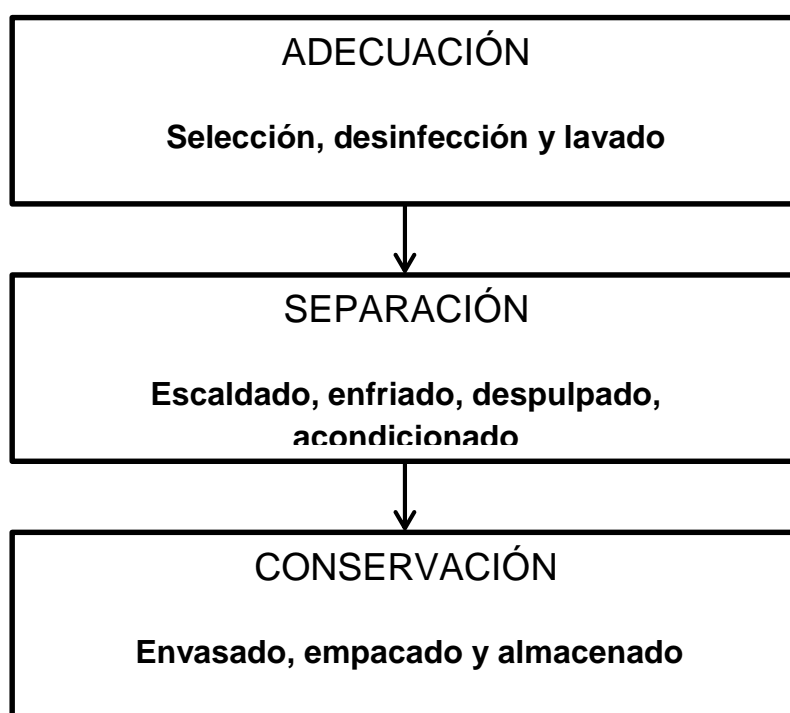 ADECUACIÓN
Selección, desinfección y lavado
SEPARACIÓN
Escaldado, enfriado, despulpado,
acondicionado
CONSERVACIÓN
Envasado, empacado y almacenado